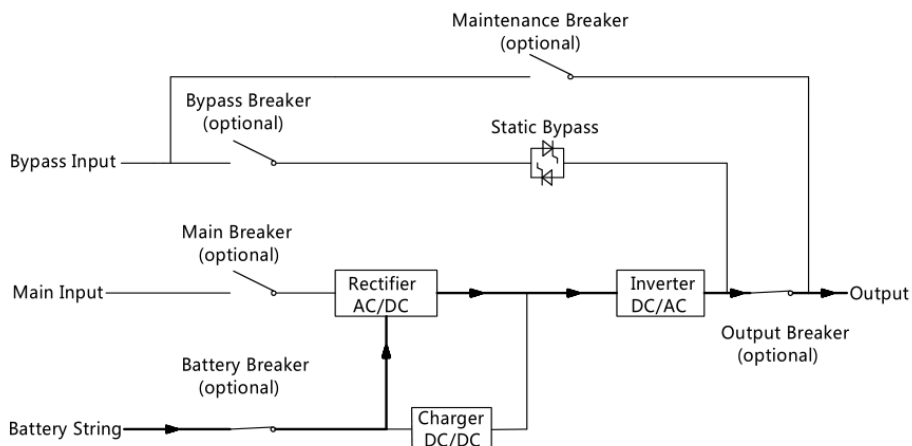 Maintenance Breaker
(optional)
Bypass Breaker
(optional)
Static Bypass
Bypass Input
Main Breaker
(optional)
Main Input
Rectifier
AC/DC
Inverter
DC/AC
Output
Output Breaker
(optional)
Battery Breaker
(optional)
Battery String
Charger
DC/DC